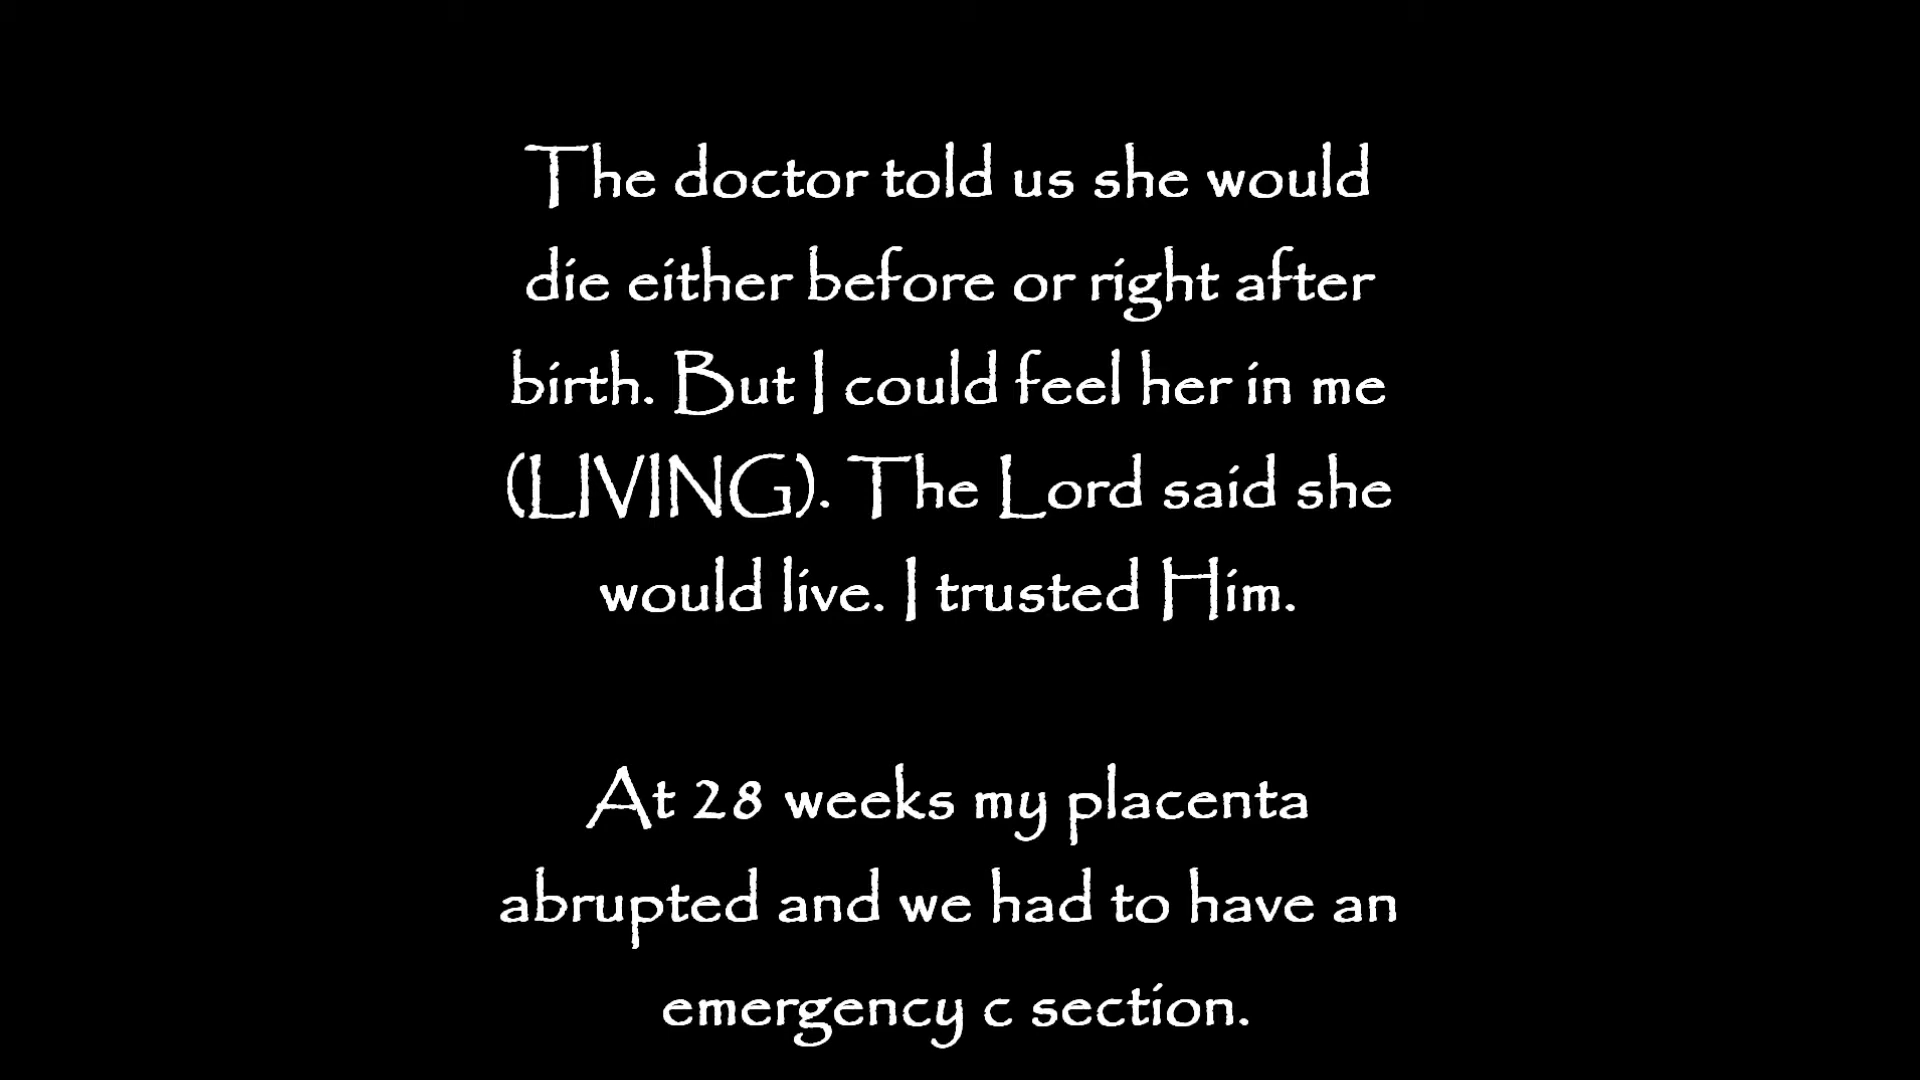 The doctor told us she would
die either before or right after
birth. But I could feel her in me
(LIVING). The Lord said she
would live. I trusted Him.
At 28 weeks my placenta
abrupted and we had to have an
emergency c section.